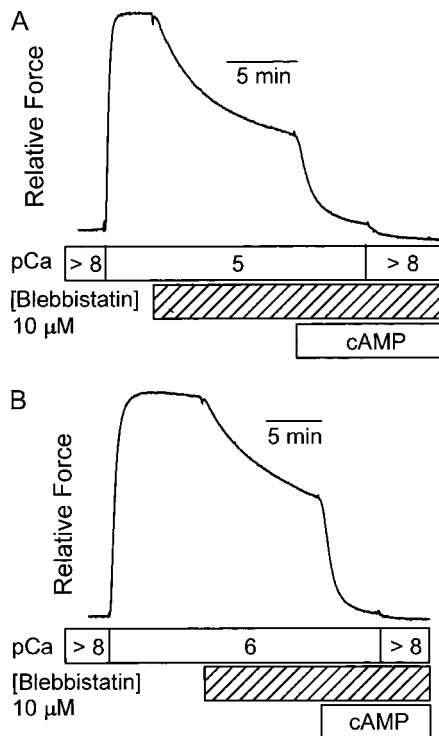 A
Relative Force
5 min
pCa > 8 5 > 8
[Blebbistatin]
10 µM
cAMP
B
Relative Force
5 min
pCa > 8 6 > 8
[Blebbistatin]
10 µM
cAMP